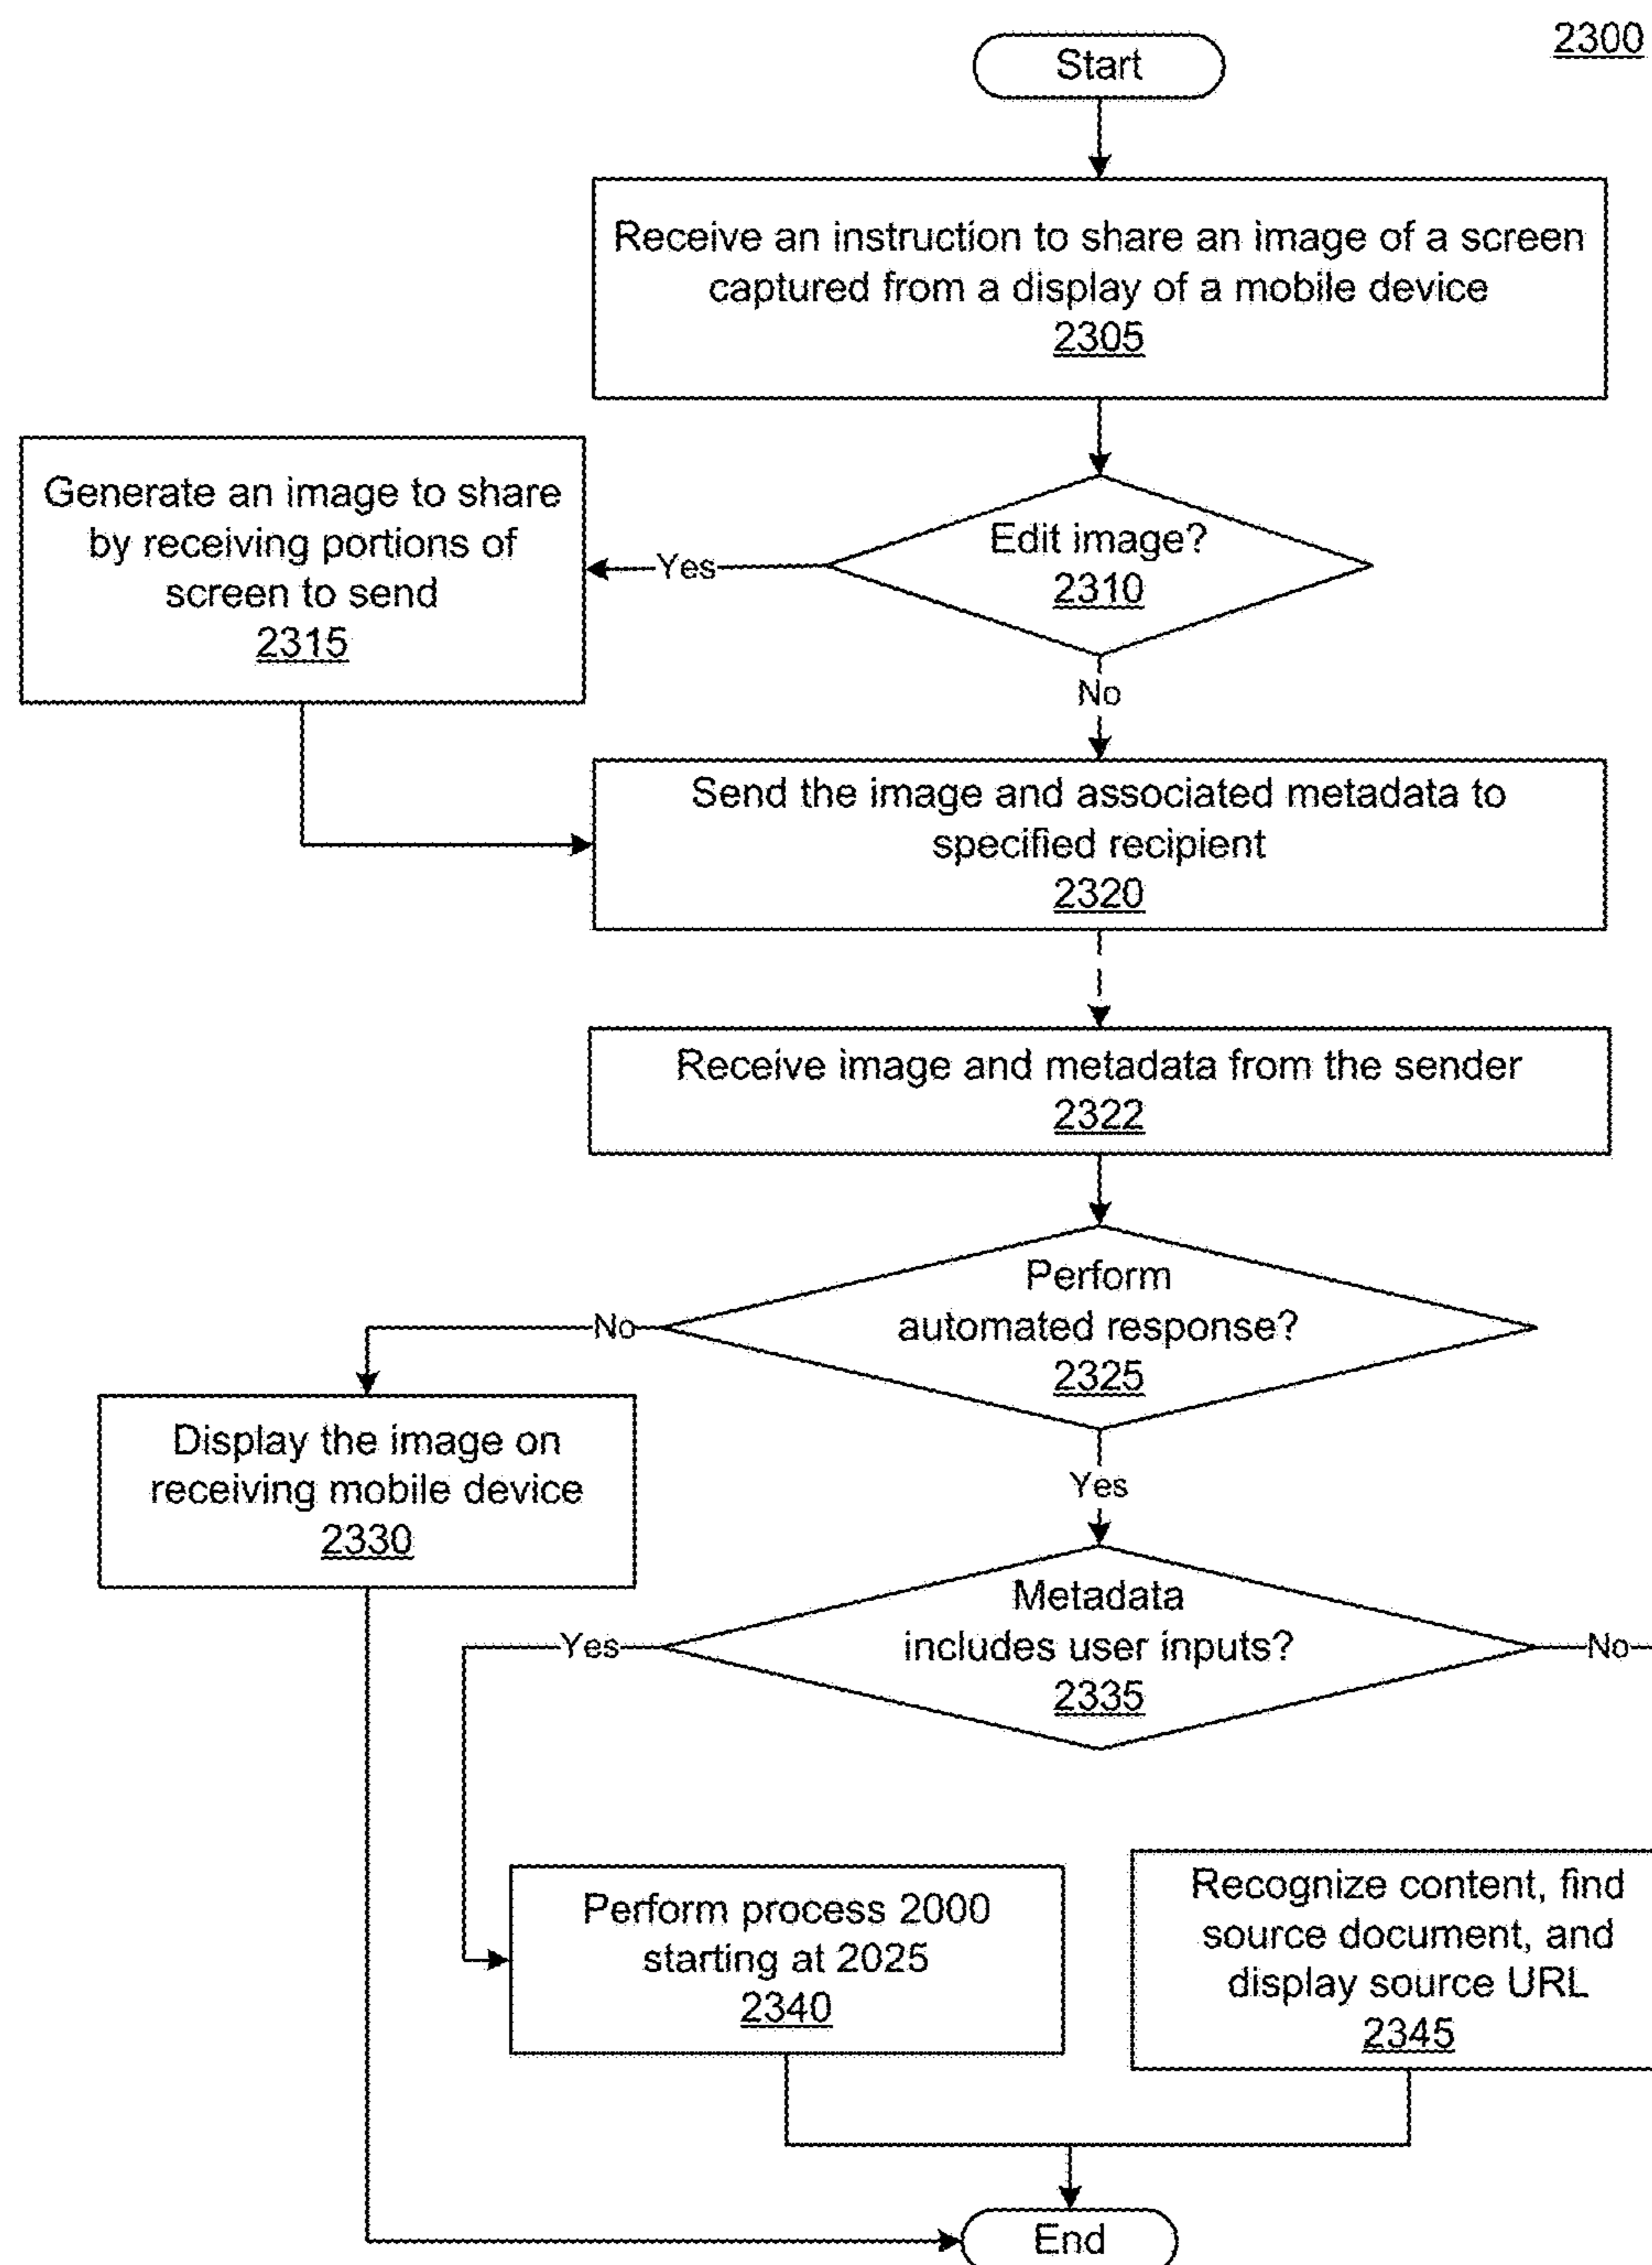 2300
Start
Receive an instruction to share an image of a screen
captured from a display of a mobile device
2305
Generate an image to share
by receiving portions of
screen to send
2315
Yes
Edit image?
2310
No
Send the image and associated metadata to
specified recipient
2320
Receive image and metadata from the sender
2322
Perform
automated response?
2325
No
Yes
Display the image on
receiving mobile device
2330
Metadata
includes user inputs?
2335
Yes
No
Perform process 2000
starting at 2025
2340
Recognize content, find
source document, and
display source URL
2345
End